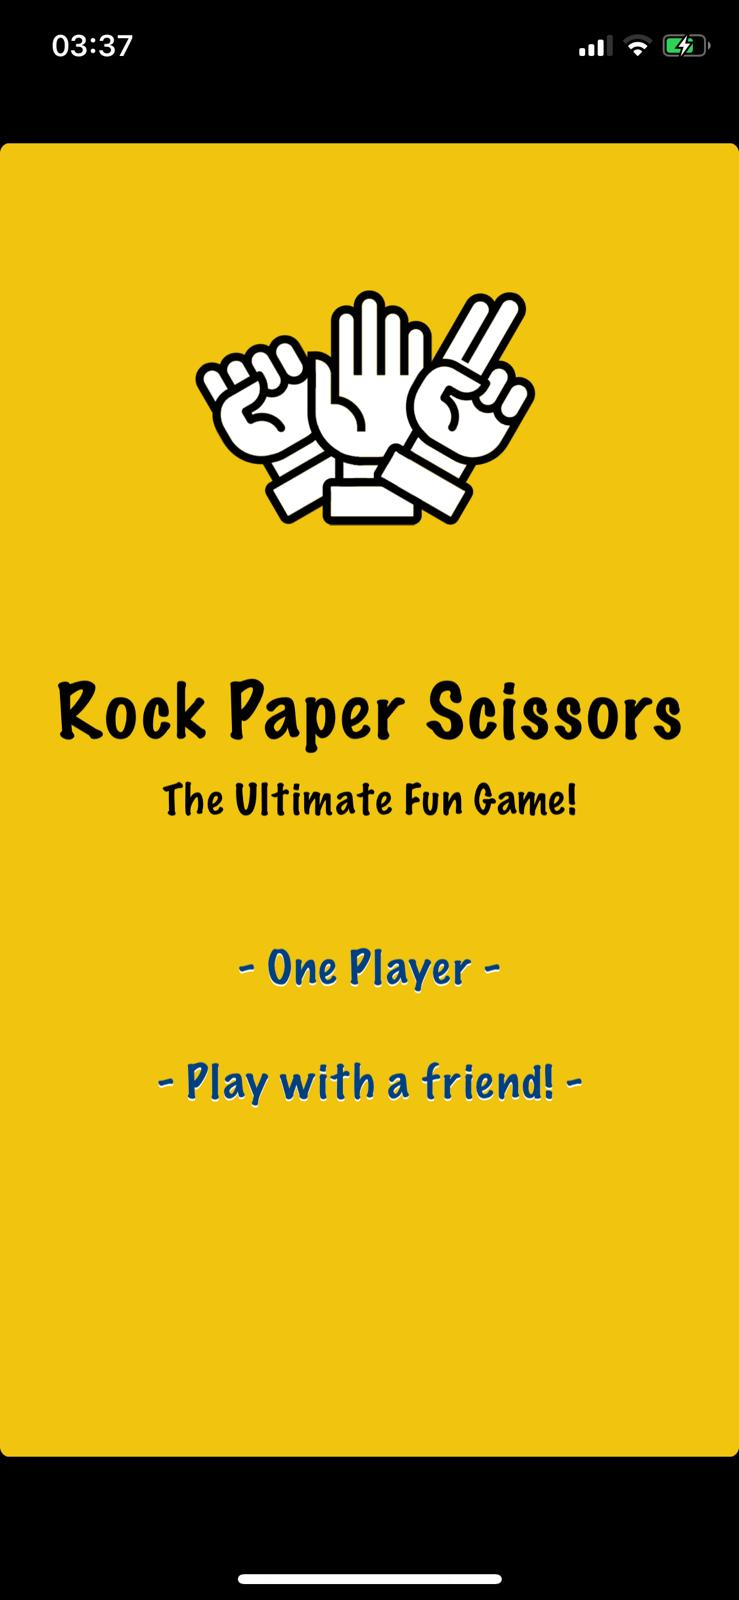 03:37
Rock Paper Scissors
The Ultimate Fun Game!
- One Player -
- Play with a friend! -